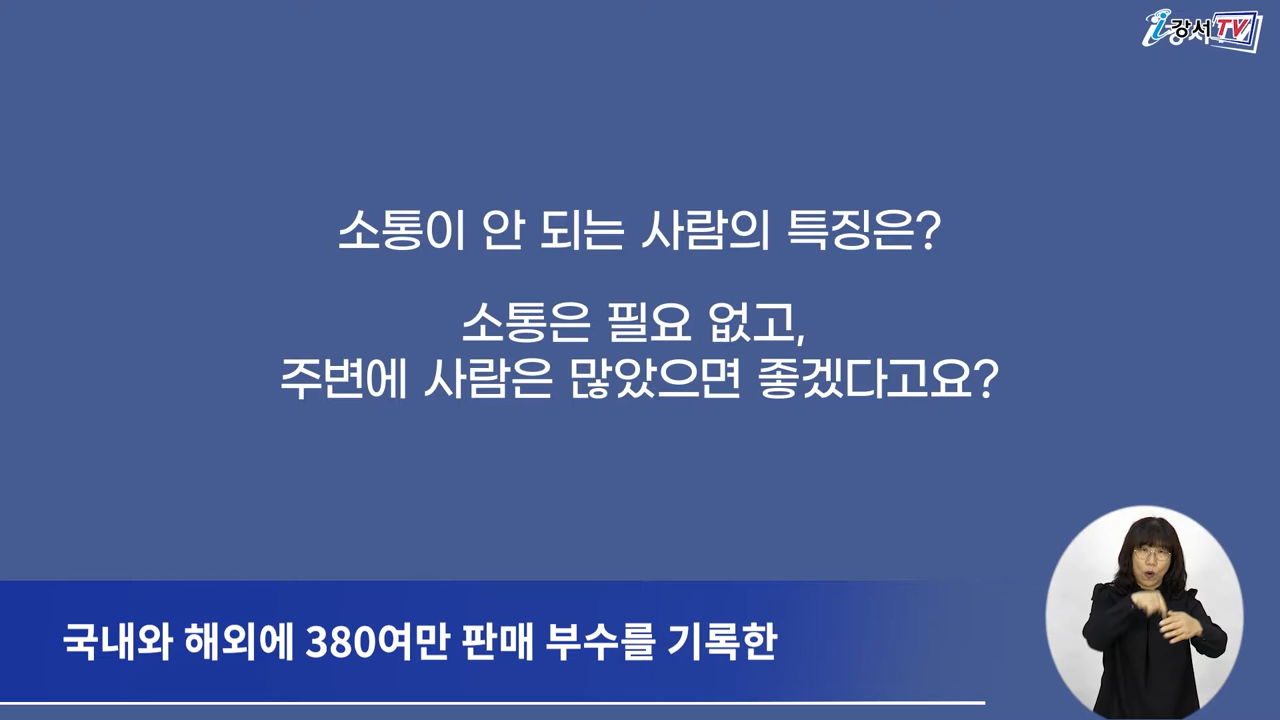 i강서TV
소통이 안 되는 사람의 특징은?
소통은 필요 없고,
주변에 사람은 많았으면 좋겠다고요?
국내와 해외에 380여만 판매 부수를 기록한